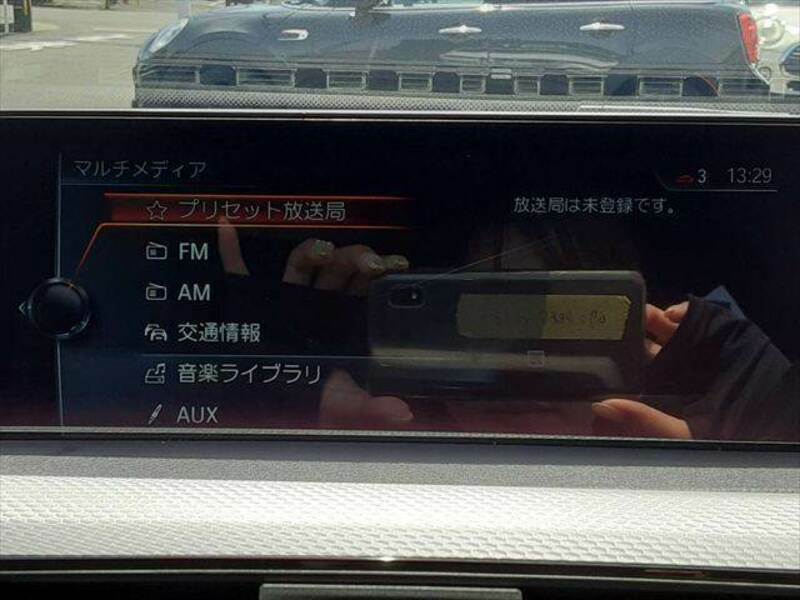 マルチメディア
3 13:29
プリセット放送局
放送局は未登録です。
FM
AM
交通情報
音楽ライブラリ
AUX